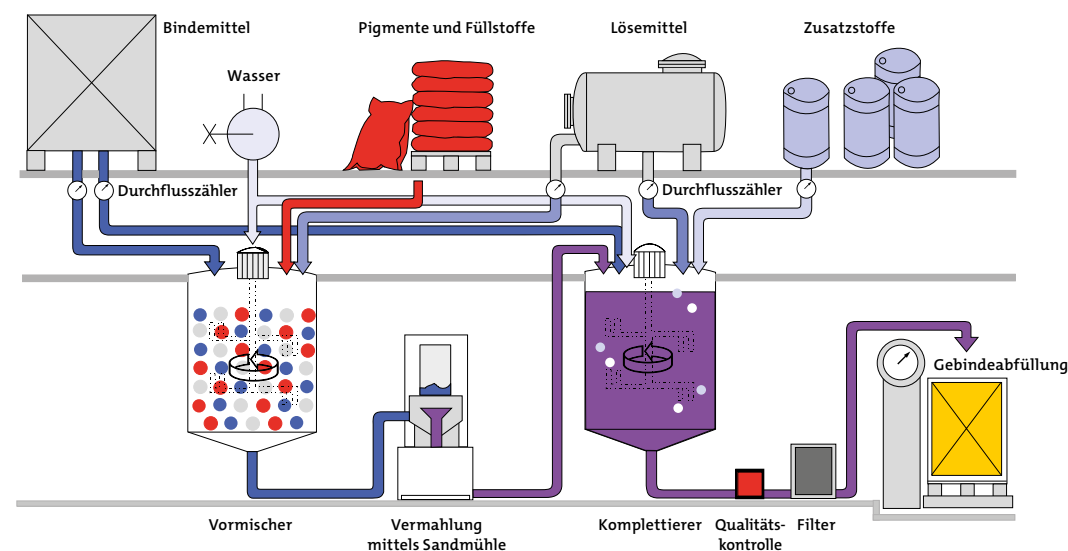 Bindemittel
Pigmente und Füllstoffe
Lösemittel
Zusatzstoffe
Wasser
Durchflusszähler
Durchflusszähler
Gebindeabfüllung
Vormischer
Vermahlung
mittels Sandmühle
Komplettierer
Qualitäts-
kontrolle
Filter